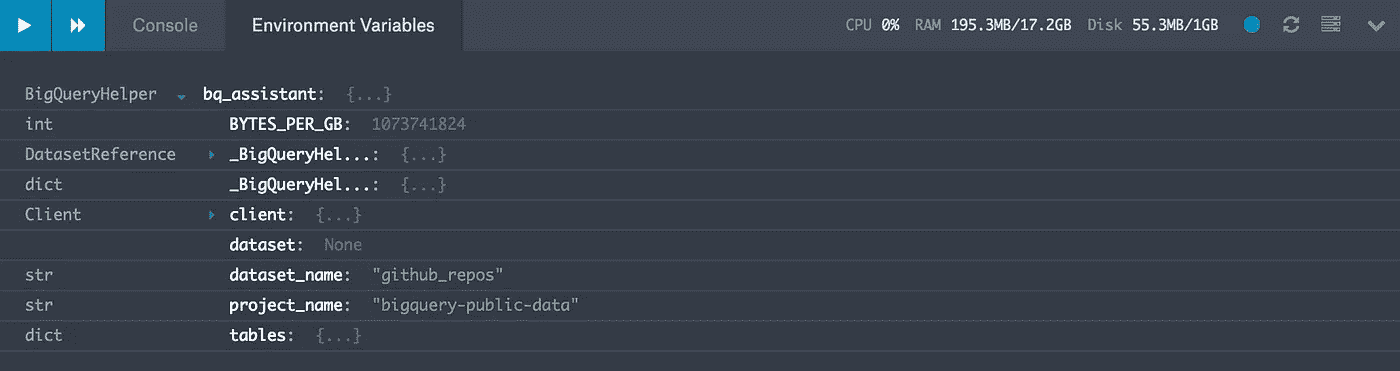 Console Environment Variables CPU 0% RAM 195.3MB/17.2GB Disk 55.3MB/1GB
BigQueryHelper bq_assistant: {...}
int BYTES_PER_GB: 1073741824
DatasetReference _BigQueryHel...: {...}
dict _BigQueryHel...: {...}
Client client: {...}
dataset: None
str dataset_name: "github_repos"
str project_name: "bigquery-public-data"
dict tables: {...}